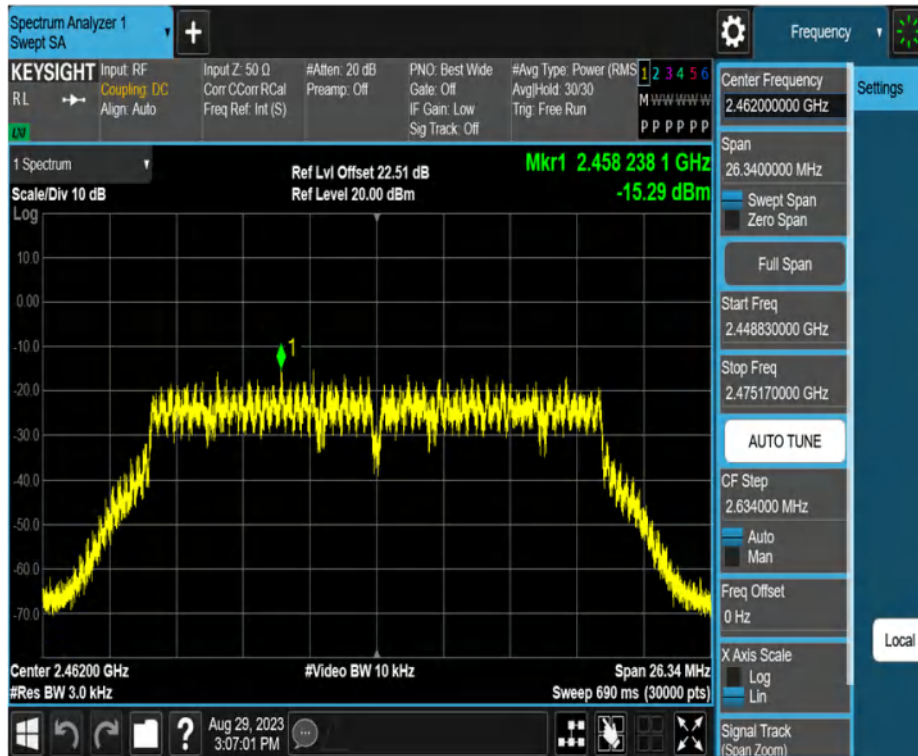 Spectrum Analyzer 1
Swept SA
Frequency
KEYSIGHT
RL
LNI
Input: RF
Coupling: DC
Align: Auto
Input Z: 50 Ω
Corr CCorr RCal
Freq Ref: Int (S)
#Atten: 20 dB
Preamp: Off
PNO: Best Wide
Gate: Off
IF Gain: Low
Sig Track: Off
#Avg Type: Power (RMS
Avg|Hold: 30/30
Trig: Free Run
1 2 3 4 5 6
M W W W W W
P P P P P P
1 Spectrum
Scale/Div 10 dB
Log
Ref Lvl Offset 22.51 dB
Ref Level 20.00 dBm
Mkr1 2.458 238 1 GHz
-15.29 dBm
10.0
0.00
-10.0
-20.0
-30.0
-40.0
-50.0
-60.0
-70.0
1
Center 2.46200 GHz
#Res BW 3.0 kHz
#Video BW 10 kHz
Span 26.34 MHz
Sweep 690 ms (30000 pts)
?
Aug 29, 2023
3:07:01 PM
Center Frequency
2.462000000 GHz
Settings
Span
26.3400000 MHz
Swept Span
Zero Span
Full Span
Start Freq
2.448830000 GHz
Stop Freq
2.475170000 GHz
AUTO TUNE
CF Step
2.634000 MHz
Auto
Man
Freq Offset
0 Hz
Local
X Axis Scale
Log
Lin
Signal Track
(Span Zoom)